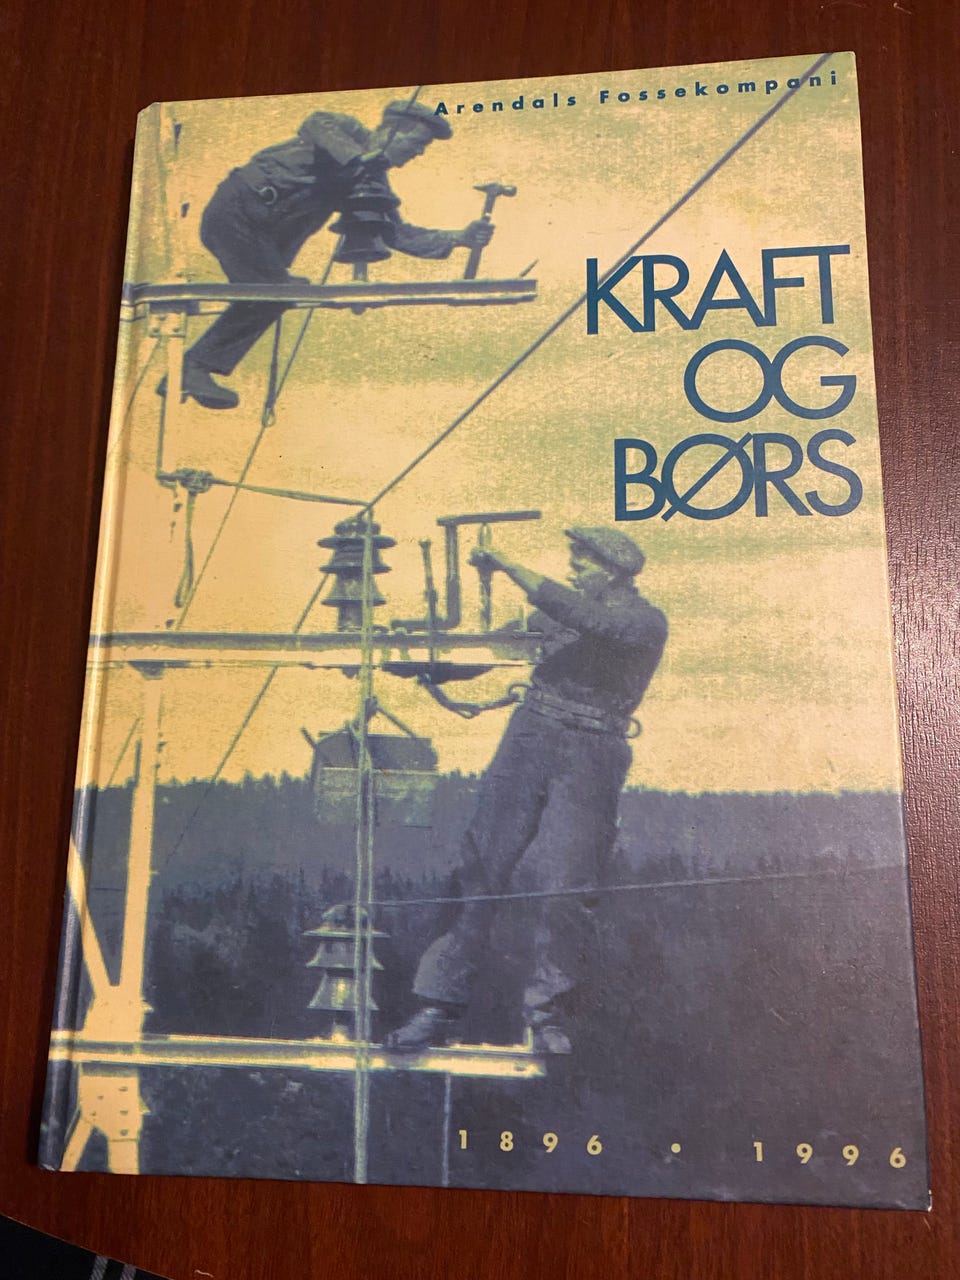 Arendals Fossekompani
KRAFT
OG
BØRS
1896 • 1996